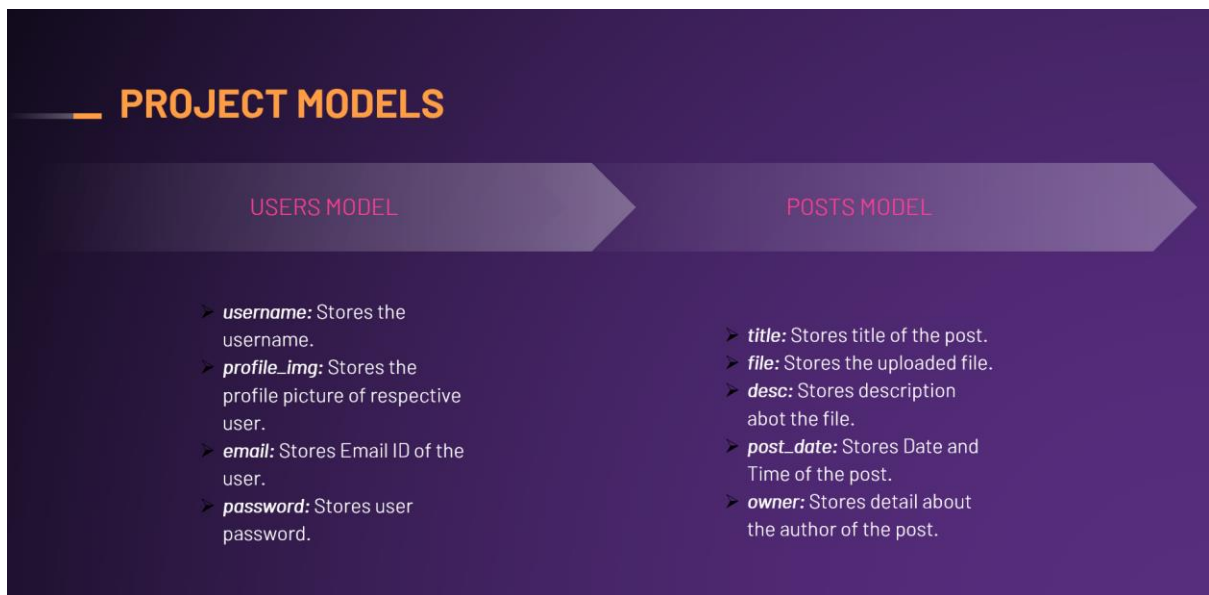 PROJECT MODELS
USERS MODEL
username: Stores the
username.
profile_img: Stores the
profile picture of respective
user.
email: Stores Email ID of the
user.
password: Stores user
password.
POSTS MODEL
title: Stores title of the post.
file: Stores the uploaded file.
desc: Stores description
abot the file.
post_date: Stores Date and
Time of the post.
owner: Stores detail about
the author of the post.